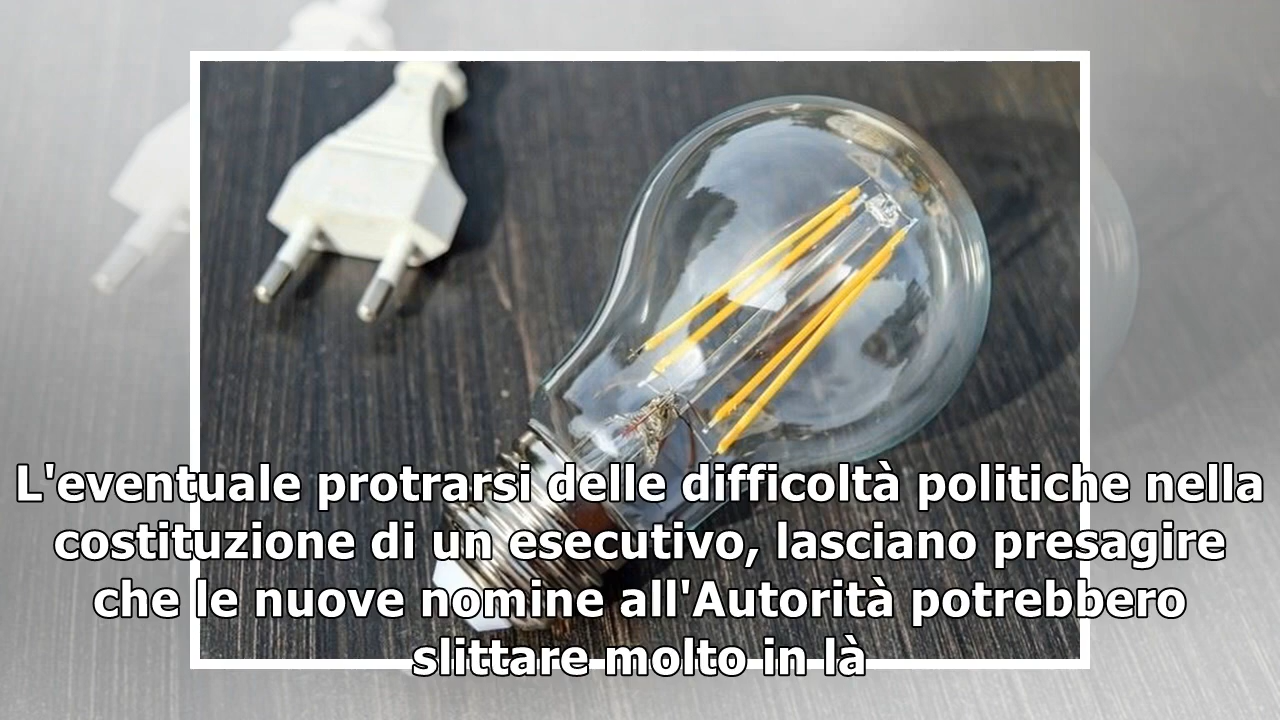 L'eventuale protrarsi delle difficoltà politiche nella
costituzione di un esecutivo, lasciano presagire
che le nuove nomine all'Autorità potrebbero
slittare molto in là